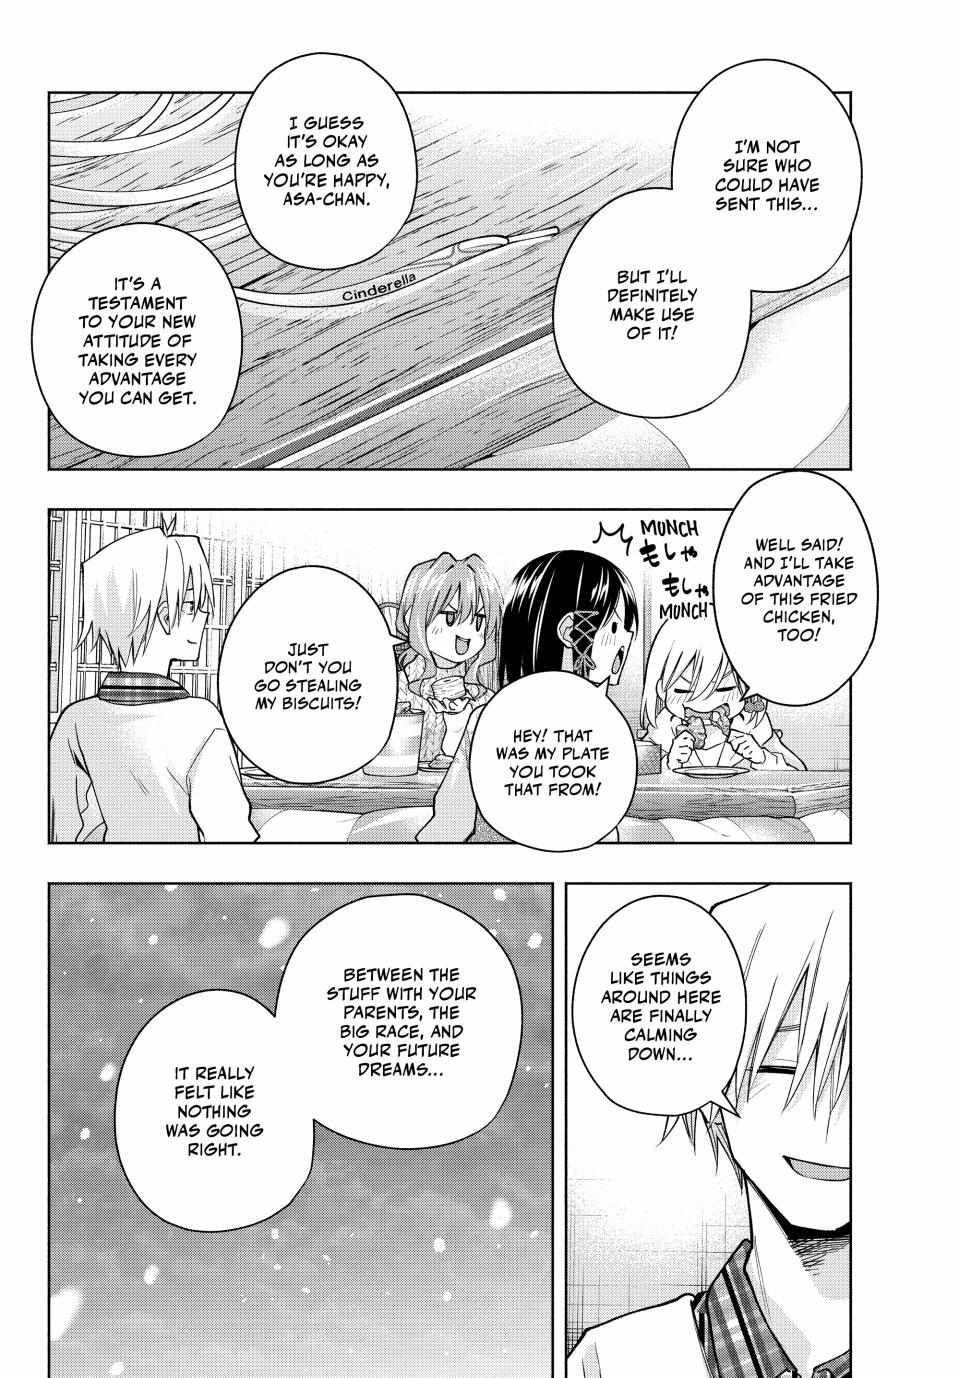 I'M NOT
SURE WHO
COULD HAVE
SENT THIS...
BUT I'LL
DEFINITELY
MAKE USE
OF IT!
I GUESS
IT'S OKAY
AS LONG AS
YOU'RE HAPPY,
ASA-CHAN.
IT'S A
TESTAMENT
TO YOUR NEW
ATTITUDE OF
TAKING EVERY
ADVANTAGE
YOU CAN GET.
Cinderella
WELL SAID!
AND I'LL TAKE
ADVANTAGE
OF THIS FRIED
CHICKEN,
TOO!
MUNCH
もしゃ
もしゃ
MUNCH
HEY! THAT
WAS MY PLATE
YOU TOOK
THAT FROM!
JUST
DON'T YOU
GO STEALING
MY BISCUITS!
SEEMS
LIKE THINGS
AROUND HERE
ARE FINALLY
CALMING
DOWN...
BETWEEN THE
STUFF WITH YOUR
PARENTS, THE
BIG RACE, AND
YOUR FUTURE
DREAMS...
IT REALLY
FELT LIKE
NOTHING
WAS GOING
RIGHT.